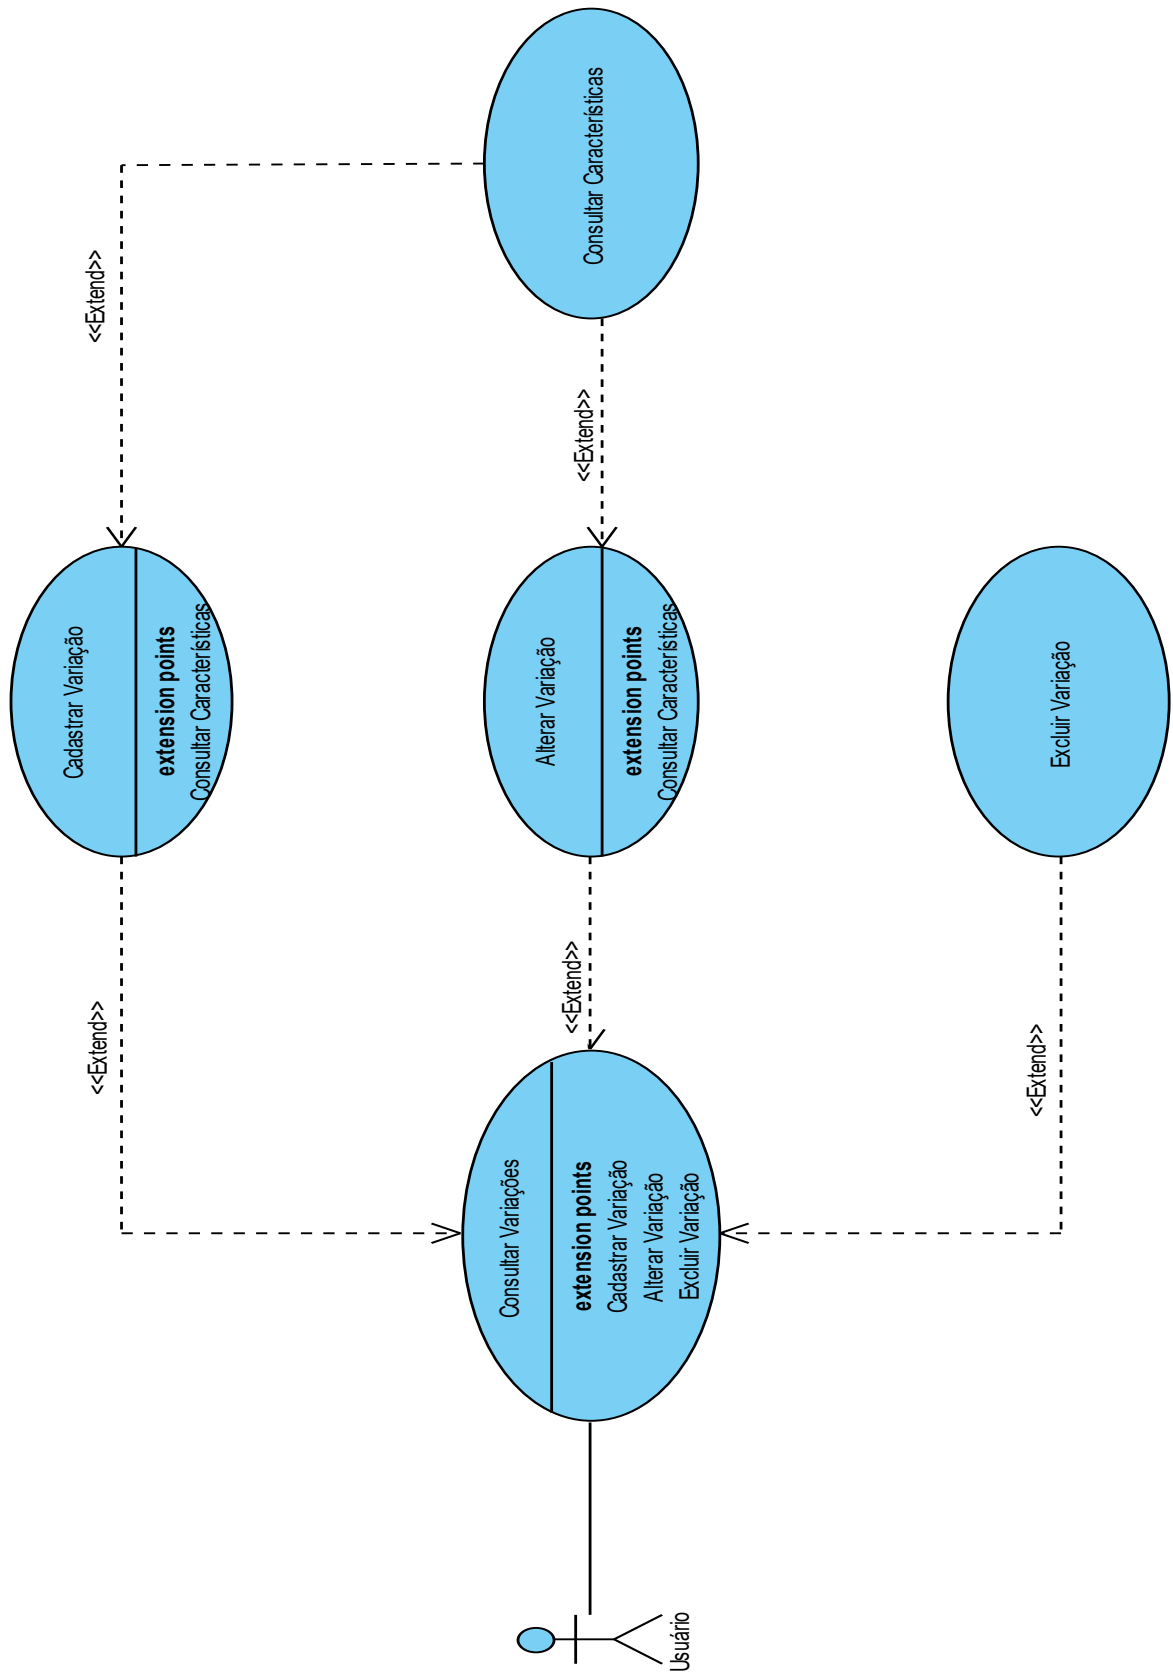 Cadastrar Variação
extension points
Consultar Características
<<Extend>>
<<Extend>>
Usuário
Consultar Variações
extension points
Cadastrar Variação
Alterar Variação
Excluir Variação
<<Extend>>
Alterar Variação
extension points
Consultar Características
<<Extend>>
Consultar Características
<<Extend>>
Excluir Variação